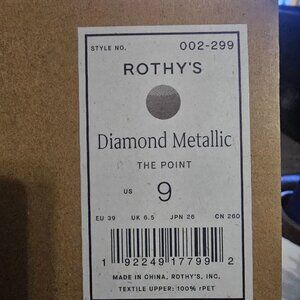 STYLE NO. 002-299
ROTHY'S
Diamond Metallic
THE POINT
US 9
EU 39 UK 6.5 JPN 26 CN 260
1 92249 17799 2
MADE IN CHINA, ROTHY'S, INC.
TEXTILE UPPER: 100% rPET